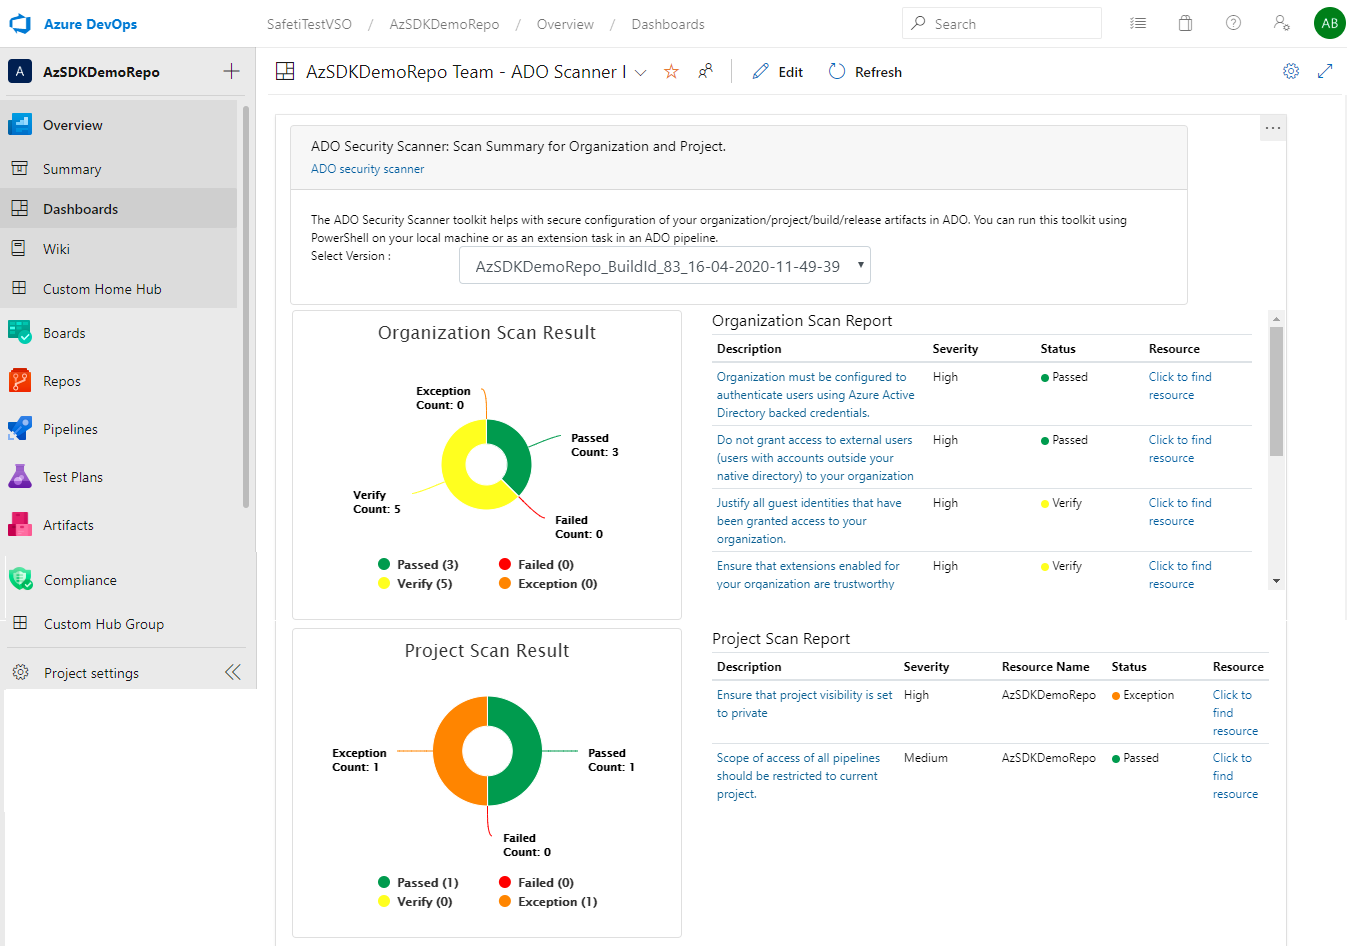 Azure DevOps
SafetiTestVSO / AzSDKDemoRepo / Overview / Dashboards
Search
AB
A AzSDKDemoRepo
Overview
Summary
Dashboards
Wiki
Custom Home Hub
Boards
Repos
Pipelines
Test Plans
Artifacts
Compliance
Custom Hub Group
Project settings
AzSDKDemoRepo Team - ADO Scanner
Edit
Refresh
ADO Security Scanner: Scan Summary for Organization and Project.
ADO security scanner
The ADO Security Scanner toolkit helps with secure configuration of your organization/project/build/release artifacts in ADO. You can run this toolkit using
PowerShell on your local machine or as an extension task in an ADO pipeline.
Select Version :
AzSDKDemoRepo_BuildId_83_16-04-2020-11-49-39
Organization Scan Result
Exception
Count: 0
Passed
Count: 3
Verify
Count: 5
Failed
Count: 0
Passed (3) Failed (0)
Verify (5) Exception (0)
Organization Scan Report
Description Severity Status Resource
Organization must be configured to High Passed Click to find
authenticate users using Azure Active resource
Directory backed credentials.
Do not grant access to external users High Passed Click to find
(users with accounts outside your resource
native directory) to your organization
Justify all guest identities that have High Verify Click to find
been granted access to your resource
organization.
Ensure that extensions enabled for High Verify Click to find
your organization are trustworthy resource
Project Scan Result
Exception
Count: 1
Passed
Count: 1
Failed
Count: 0
Passed (1) Failed (0)
Verify (0) Exception (1)
Project Scan Report
Description Severity Resource Name Status Resource
Ensure that project visibility is set High AzSDKDemoRepo Exception Click to
to private find
resource
Scope of access of all pipelines Medium AzSDKDemoRepo Passed Click to
should be restricted to current find
project. resource